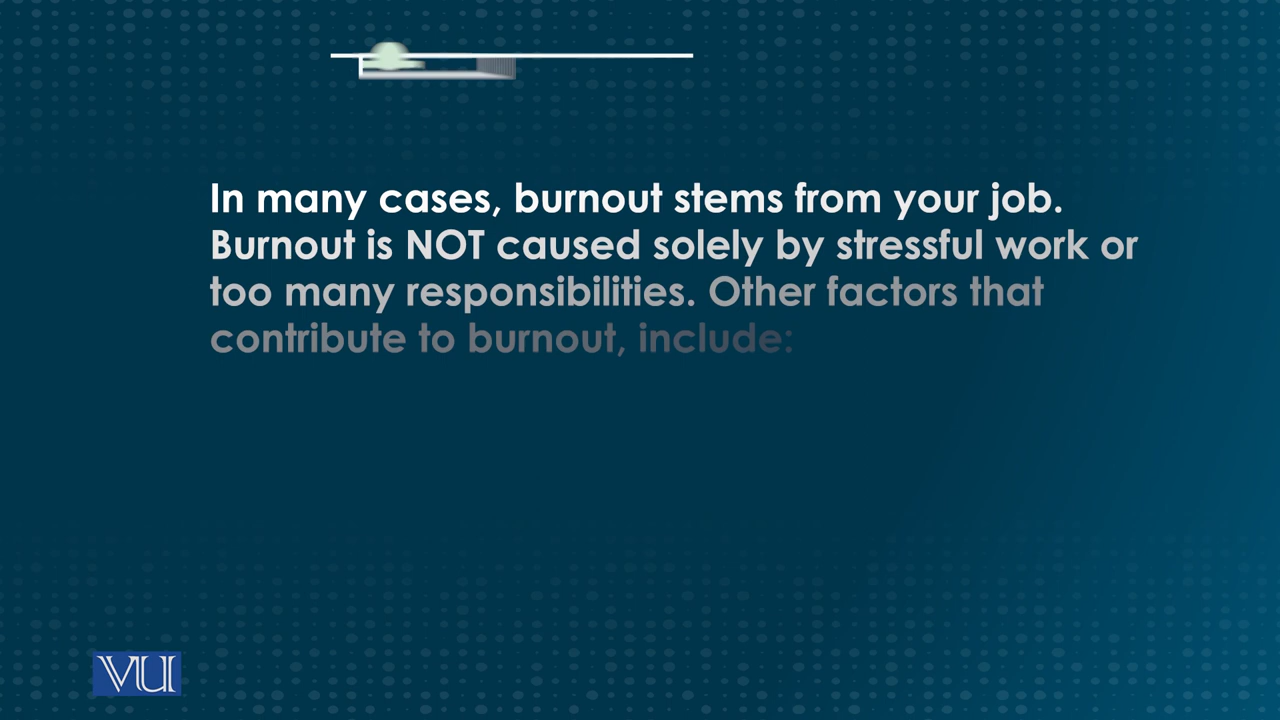 In many cases, burnout stems from your job.
Burnout is NOT caused solely by stressful work or
too many responsibilities. Other factors that
contribute to burnout, include:
VU